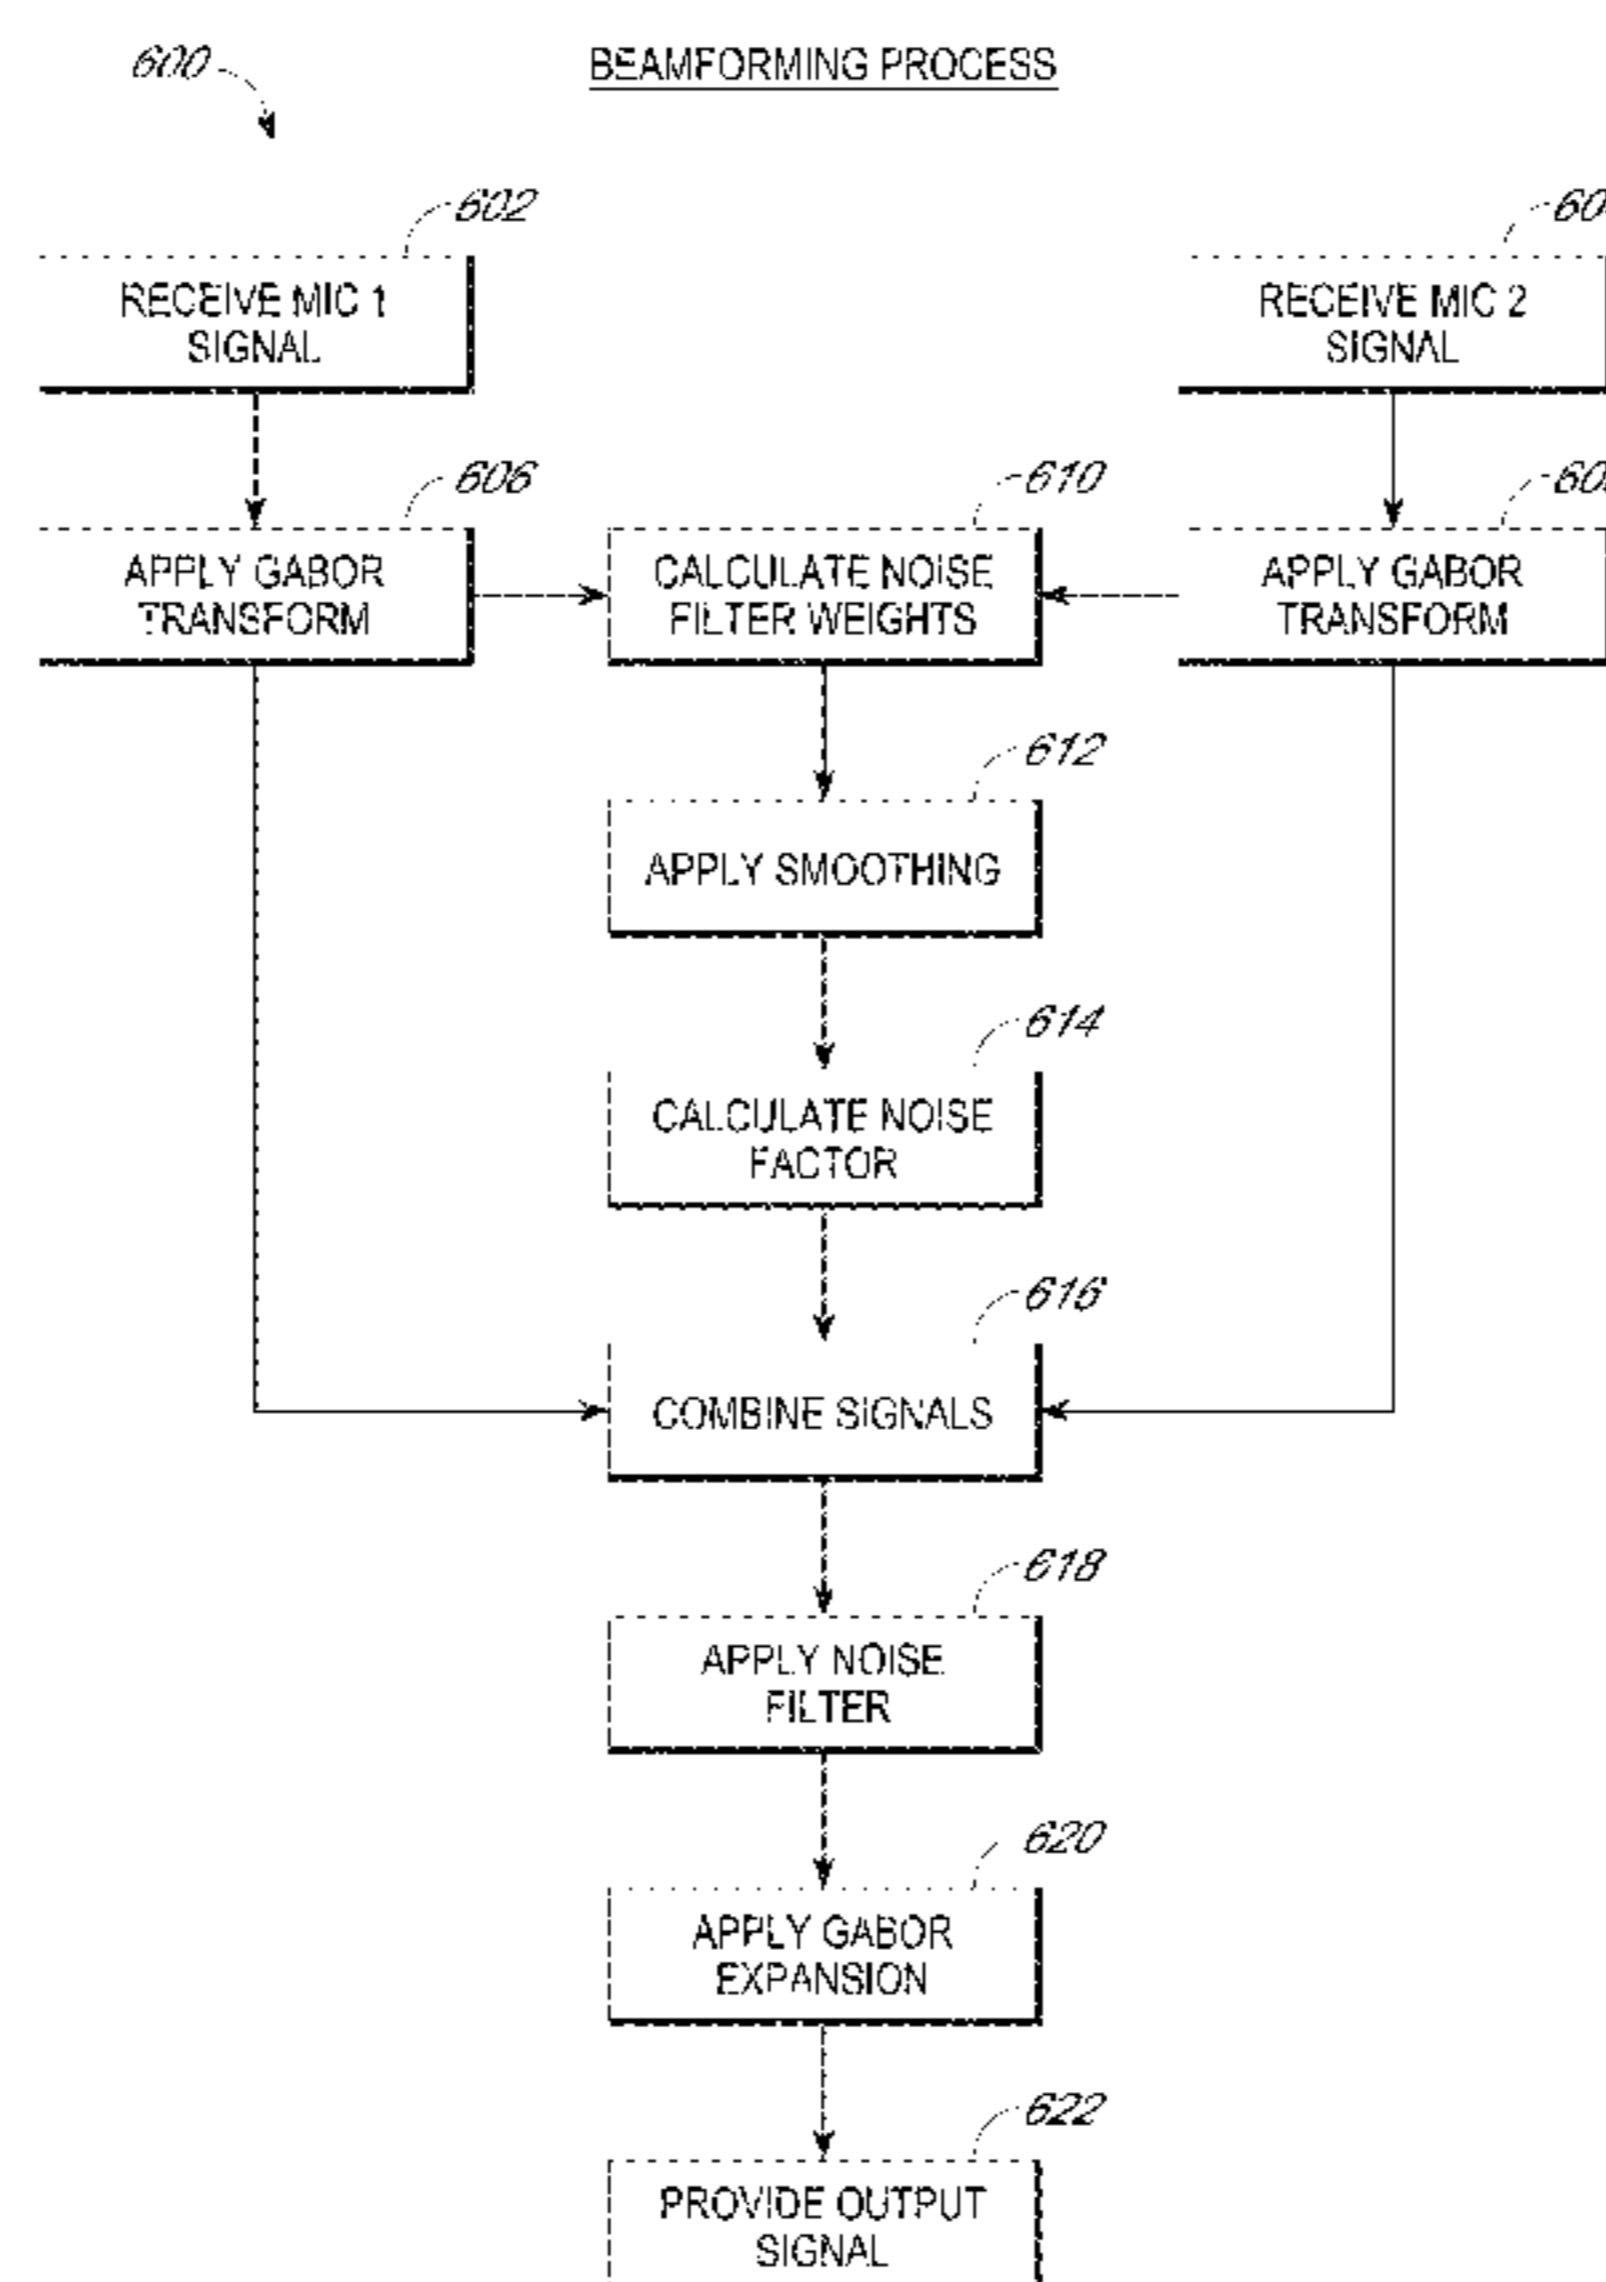 600
BEAMFORMING PROCESS
602
RECEIVE MIC 1
SIGNAL
RECEIVE MIC 2
SIGNAL
606
APPLY GABOR
TRANSFORM
610
CALCULATE NOISE
FILTER WEIGHTS
APPLY GABOR
TRANSFORM
612
APPLY SMOOTHING
614
CALCULATE NOISE
FACTOR
616
COMBINE SIGNALS
618
APPLY NOISE
FILTER
620
APPLY GABOR
EXPANSION
622
PROVIDE OUTPUT
SIGNAL